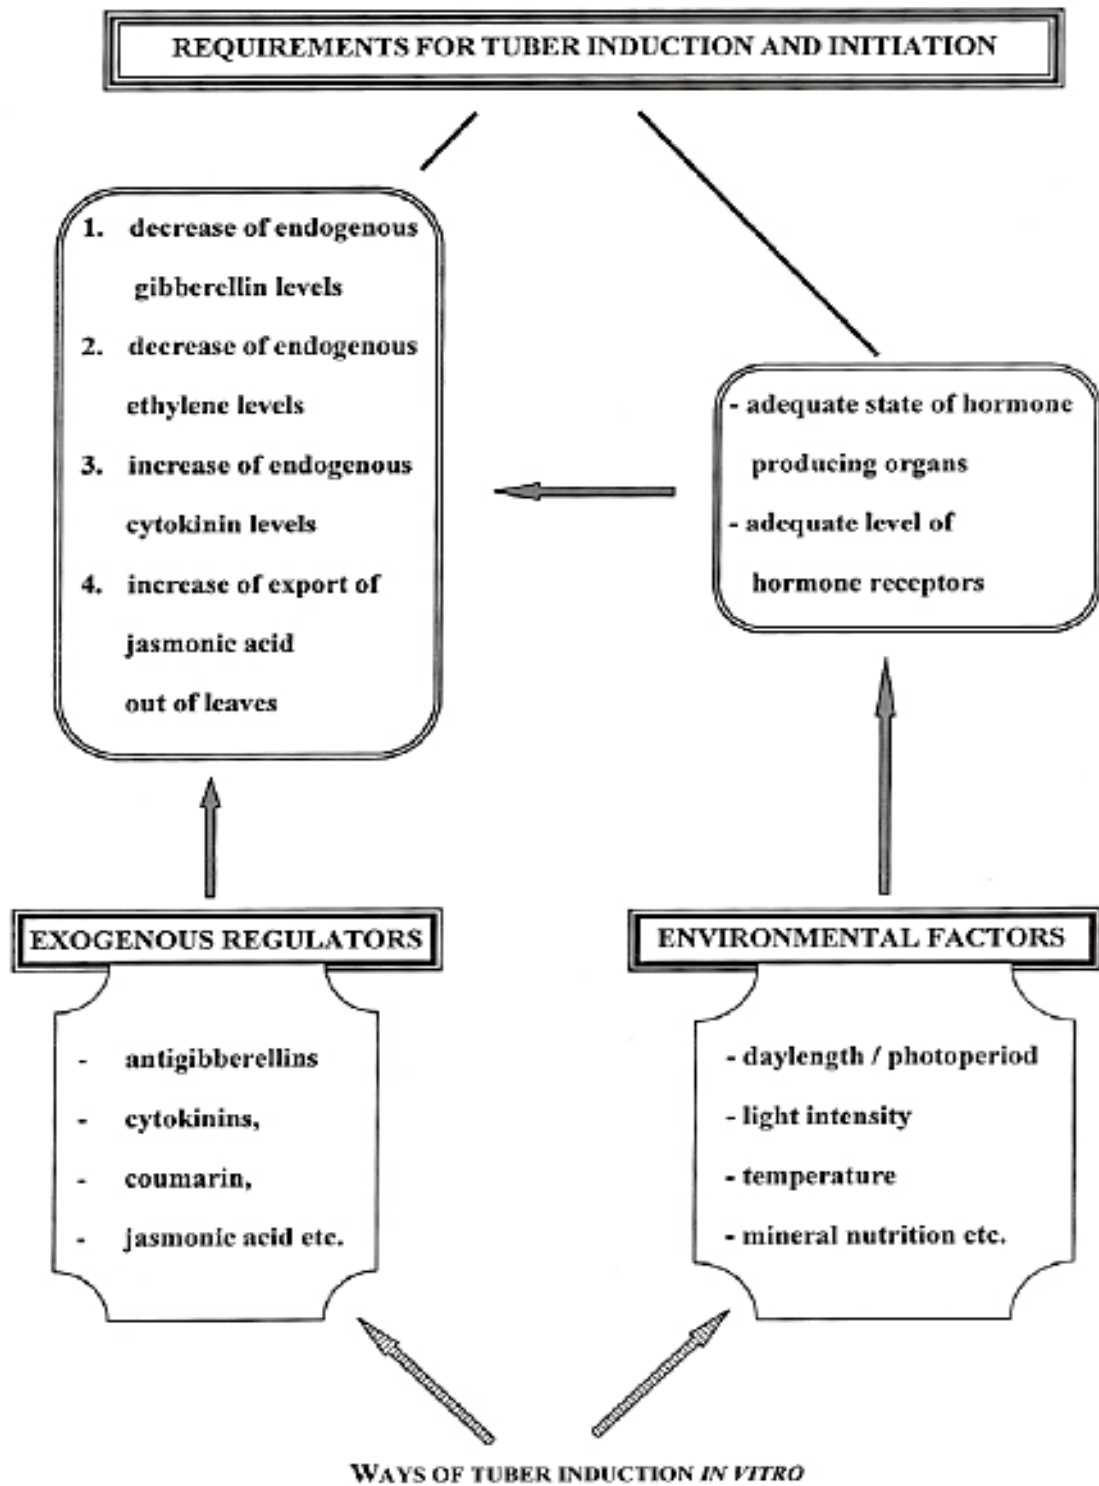 REQUIREMENTS FOR TUBER INDUCTION AND INITIATION
1. decrease of endogenous
gibberellin levels
2. decrease of endogenous
ethylene levels
3. increase of endogenous
cytokinin levels
4. increase of export of
jasmonic acid
out of leaves
- adequate state of hormone
producing organs
- adequate level of
hormone receptors
EXOGENOUS REGULATORS
- antigibberellins
- cytokinins,
- coumarin,
- jasmonic acid etc.
ENVIRONMENTAL FACTORS
- daylength / photoperiod
- light intensity
- temperature
- mineral nutrition etc.
WAYS OF TUBER INDUCTION IN VITRO